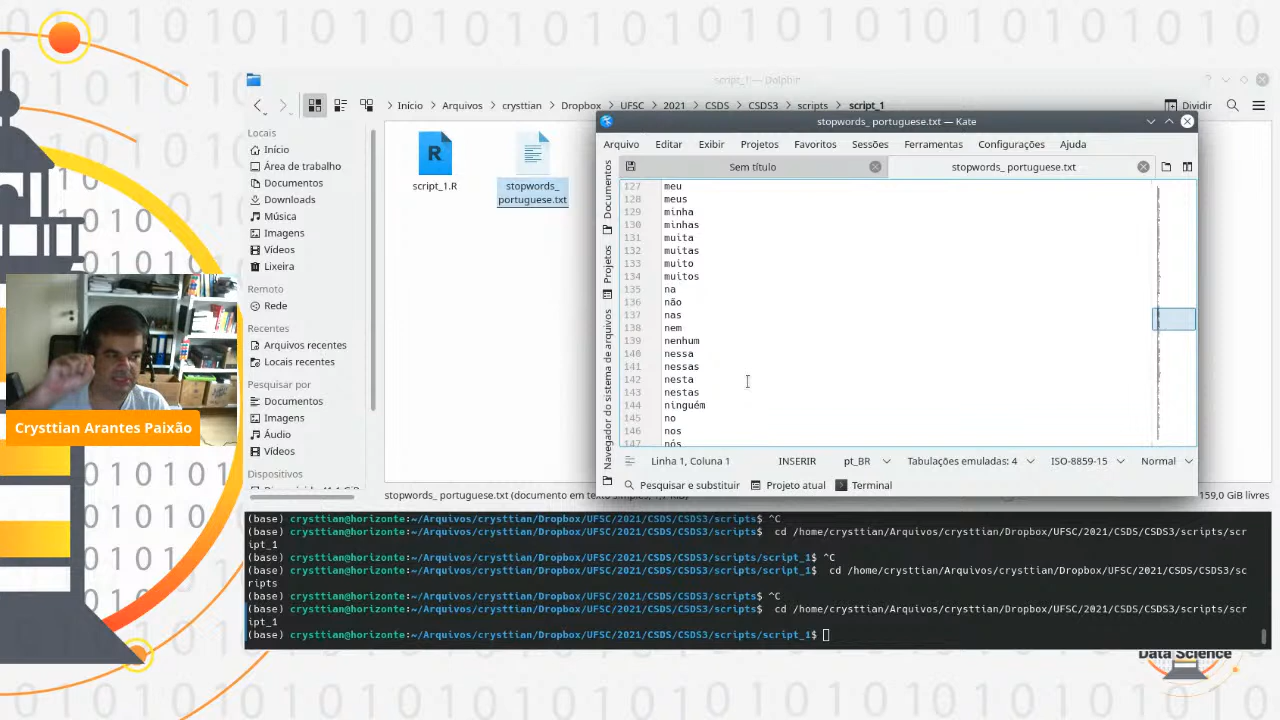 script_1 — Dolphin
Início
Arquivos
crysttian
Dropbox
UFSC
2021
CSDS
CSDS3
scripts
script_1
Dividir
Locais
Início
Área de trabalho
Documentos
Downloads
Música
Imagens
Vídeos
Lixeira
Remoto
Rede
Recentes
Arquivos recentes
Locais recentes
Pesquisar por
Documentos
Imagens
Áudio
Vídeos
Dispositivos
script_1.R
stopwords_
portuguese.txt
stopwords_ portuguese.txt — Kate
Arquivo Editar Exibir Projetos Favoritos Sessões Ferramentas Configurações Ajuda
Sem título
stopwords_ portuguese.txt
Documentos
Projetos
Navegador do sistema de arquivos
127 meu
128 meus
129 minha
130 minhas
131 muita
132 muitas
133 muito
134 muitos
135 na
136 não
137 nas
138 nem
139 nenhum
140 nessa
141 nessas
142 nesta
143 nestas
144 ninguém
145 no
146 nos
147 nós
Linha 1, Coluna 1 INSERIR pt_BR Tabulações emuladas: 4 ISO-8859-15 Normal
Pesquisar e substituir Projeto atual Terminal
stopwords_ portuguese.txt (documento em texto simples,
159,0 GiB livres
(base) crysttian@horizonte:~/Arquivos/crysttian/Dropbox/UFSC/2021/CSDS/CSDS3/scripts$ ^C
(base) crysttian@horizonte:~/Arquivos/crysttian/Dropbox/UFSC/2021/CSDS/CSDS3/scripts$ cd /home/crysttian/Arquivos/crysttian/Dropbox/UFSC/2021/CSDS/CSDS3/scripts/scr
ipt_1
(base) crysttian@horizonte:~/Arquivos/crysttian/Dropbox/UFSC/2021/CSDS/CSDS3/scripts/script_1$ ^C
(base) crysttian@horizonte:~/Arquivos/crysttian/Dropbox/UFSC/2021/CSDS/CSDS3/scripts/script_1$ cd /home/crysttian/Arquivos/crysttian/Dropbox/UFSC/2021/CSDS/CSDS3/sc
ripts
(base) crysttian@horizonte:~/Arquivos/crysttian/Dropbox/UFSC/2021/CSDS/CSDS3/scripts$ ^C
(base) crysttian@horizonte:~/Arquivos/crysttian/Dropbox/UFSC/2021/CSDS/CSDS3/scripts$ cd /home/crysttian/Arquivos/crysttian/Dropbox/UFSC/2021/CSDS/CSDS3/scripts/scr
ipt_1
(base) crysttian@horizonte:~/Arquivos/crysttian/Dropbox/UFSC/2021/CSDS/CSDS3/scripts/script_1$
Crysttian Arantes Paixão
Data Science